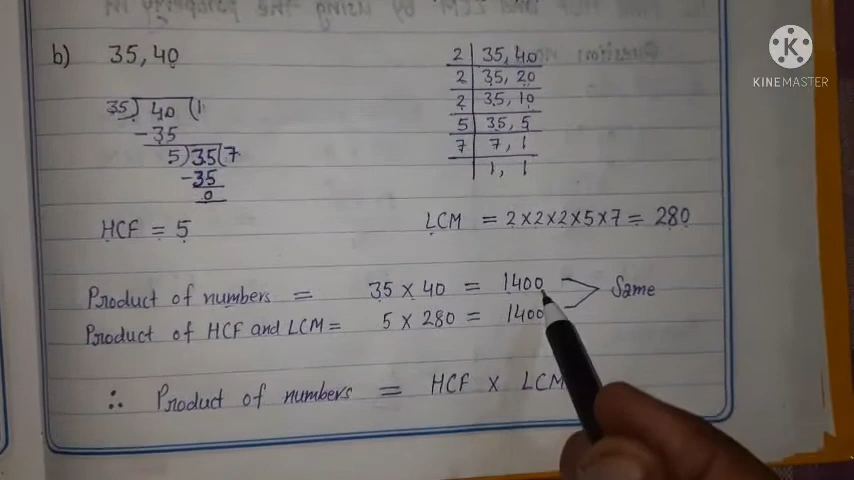 b) 35, 40
35) 40 (1
-35
5) 35 (7
-35
0
HCF = 5
2 | 35, 40
2 | 35, 20
2 | 35, 10
5 | 35, 5
7 | 7, 1
1, 1
LCM = 2×2×2×5×7 = 280
Product of numbers = 35 × 40 = 1400
Product of HCF and LCM = 5 × 280 = 1400
Same
∴ Product of numbers = HCF × LCM
KINEMASTER